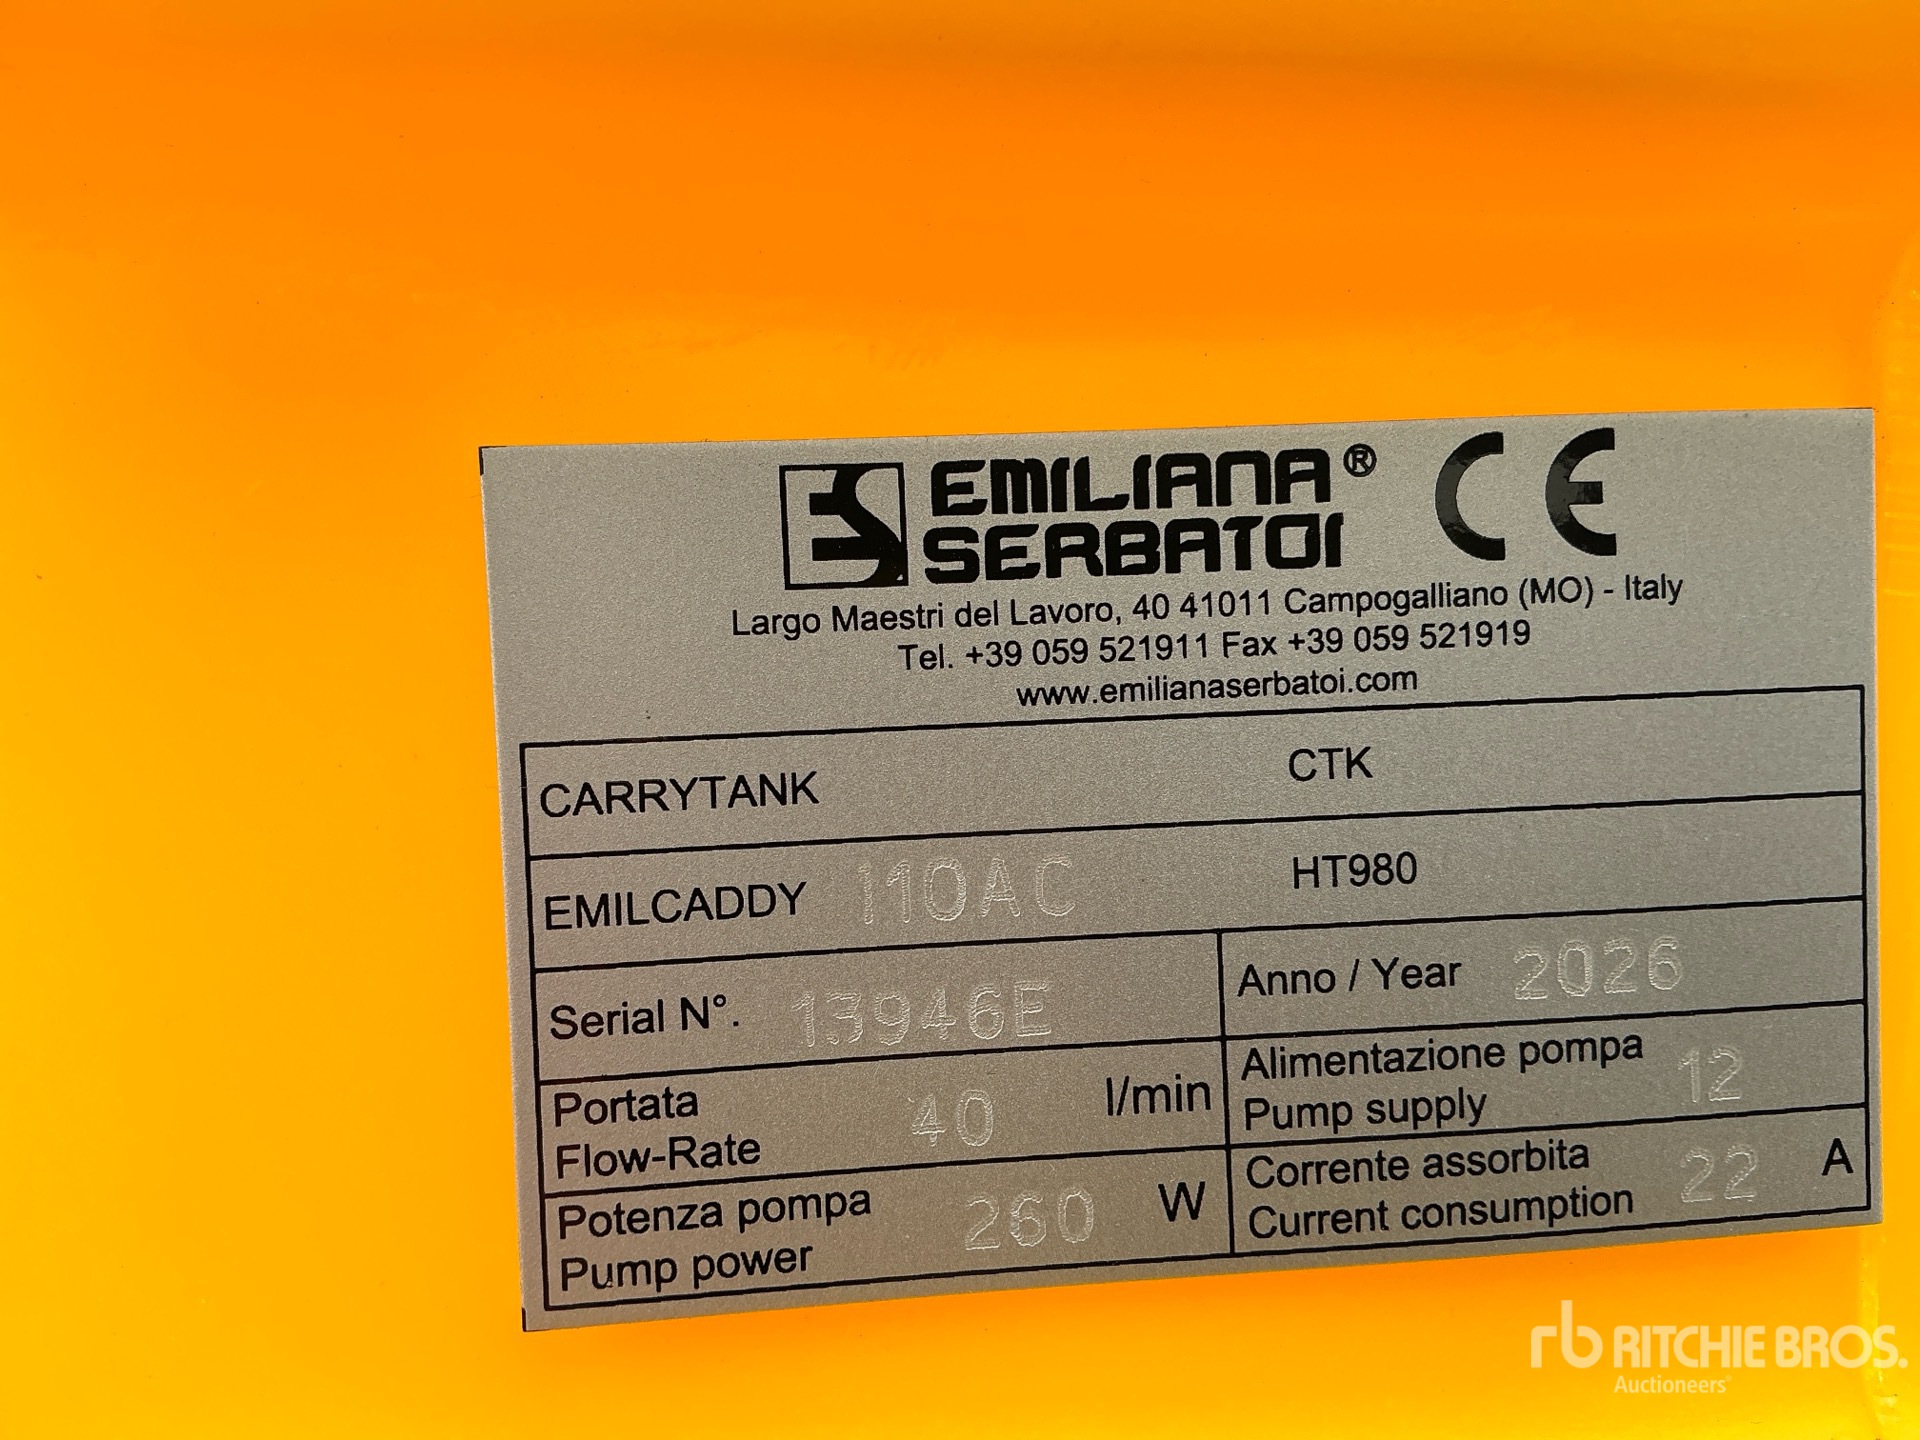 EMILIANA® CE
SERBATOI
Largo Maestri del Lavoro, 40 41011 Campogalliano (MO) - Italy
Tel. +39 059 521911 Fax +39 059 521919
www.emilianaserbatoi.com
CARRYTANK CTK
EMILCADDY 110AC HT980
Serial N°. 13946E Anno / Year 2026
Portata
Flow-Rate 40 l/min
Alimentazione pompa
Pump supply 12
Potenza pompa
Pump power 260 W
Corrente assorbita
Current consumption 22 A
rb RITCHIE BROS.
Auctioneers